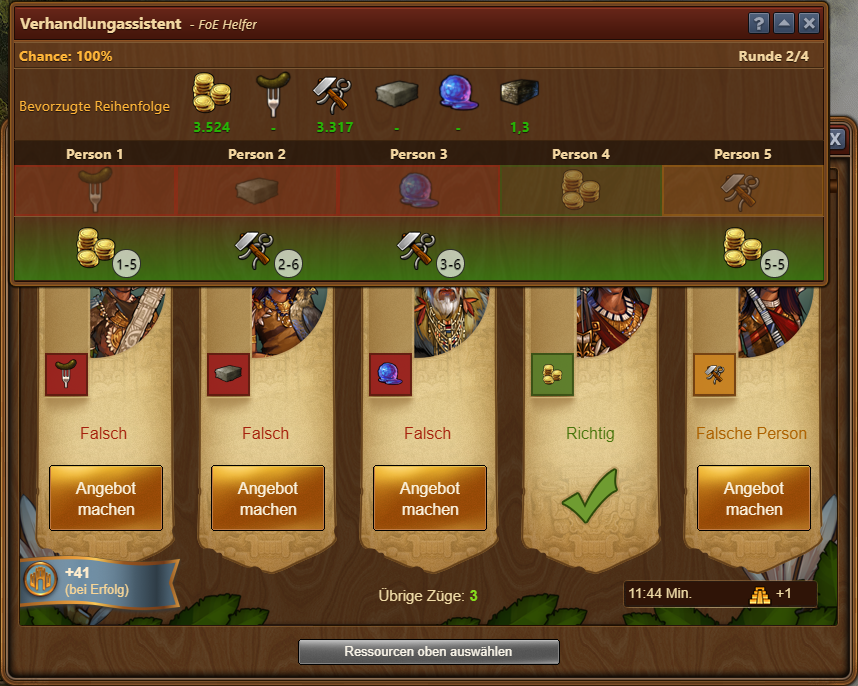 Verhandlungassistent - FoE Helfer
?
X
Chance: 100%
Runde 2/4
Bevorzugte Reihenfolge
3.524
-
3.317
-
-
1,3
Person 1
Person 2
Person 3
Person 4
Person 5
1-5
2-6
3-6
5-5
X
Falsch
Falsch
Falsch
Richtig
Falsche Person
Angebot
machen
Angebot
machen
Angebot
machen
Angebot
machen
+41
(bei Erfolg)
Übrige Züge: 3
11:44 Min.
+1
Ressourcen oben auswählen